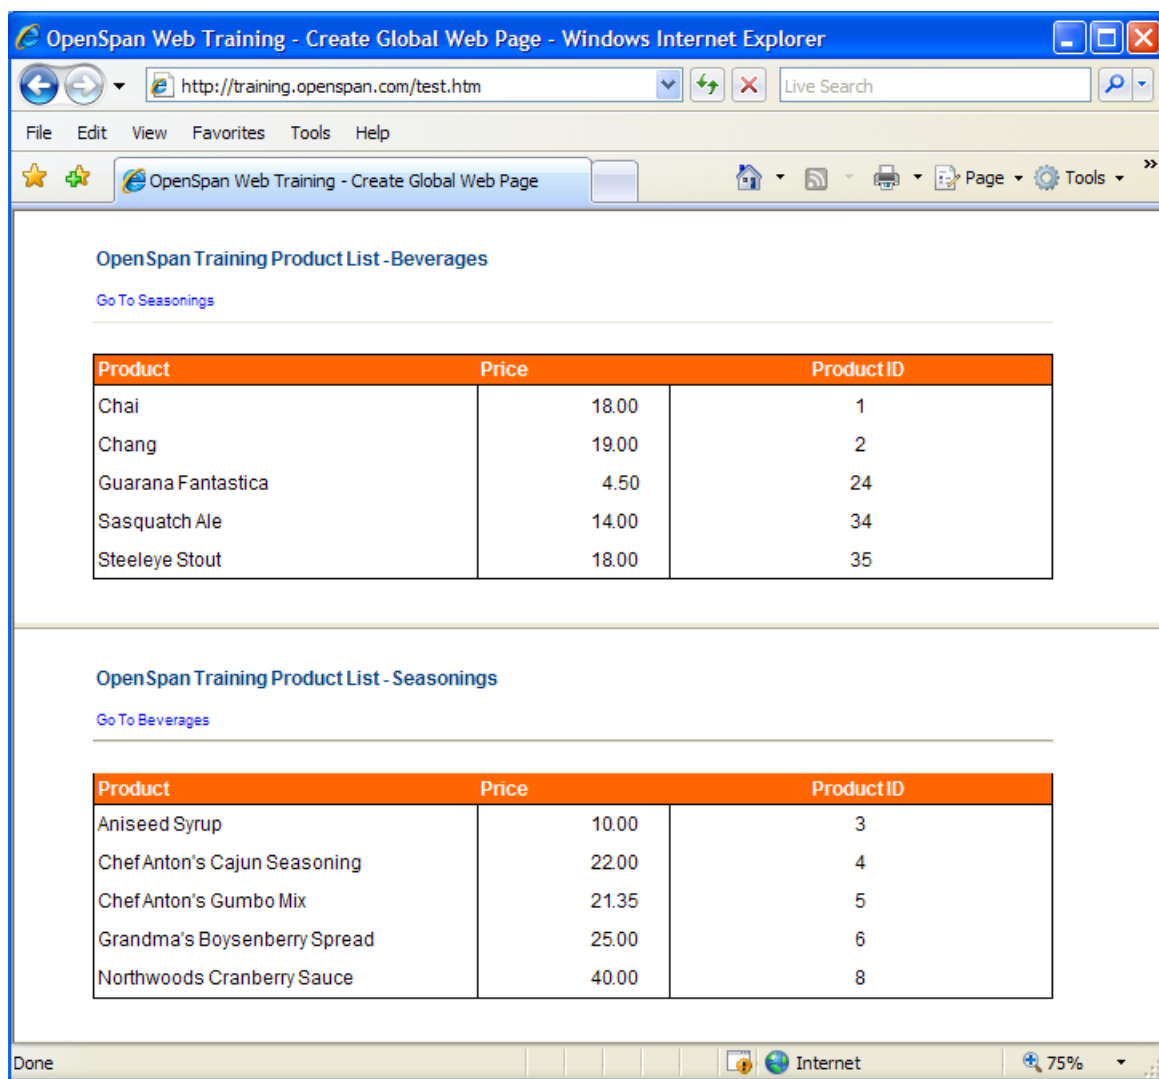 OpenSpan Web Training - Create Global Web Page - Windows Internet Explorer
http://training.openspan.com/test.htm Live Search
File Edit View Favorites Tools Help
OpenSpan Web Training - Create Global Web Page Page Tools »
OpenSpan Training Product List - Beverages
Go To Seasonings
Product Price Product ID
Chai 18.00 1
Chang 19.00 2
Guarana Fantastica 4.50 24
Sasquatch Ale 14.00 34
Steeleye Stout 18.00 35
OpenSpan Training Product List - Seasonings
Go To Beverages
Product Price Product ID
Aniseed Syrup 10.00 3
Chef Anton's Cajun Seasoning 22.00 4
Chef Anton's Gumbo Mix 21.35 5
Grandma's Boysenberry Spread 25.00 6
Northwoods Cranberry Sauce 40.00 8
Done Internet 75%